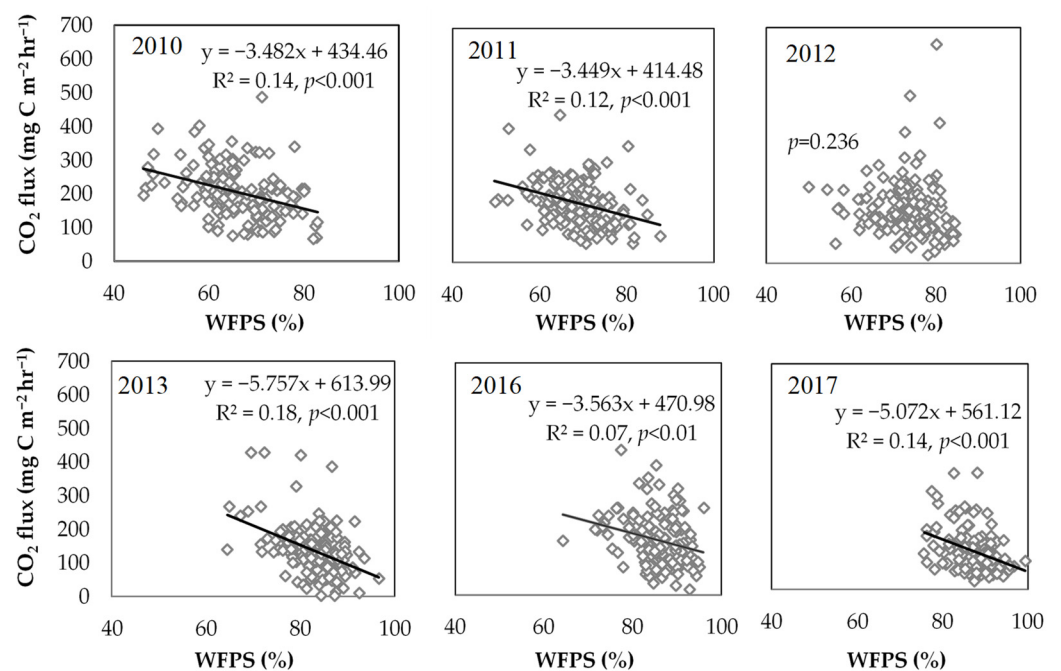 CO₂ flux (mg C m⁻² hr⁻¹)
700
600
500
400
300
200
100
0
2010
y = −3.482x + 434.46
R² = 0.14, p<0.001
40 60 80 100
WFPS (%)
2011
y = −3.449x + 414.48
R² = 0.12, p<0.001
40 60 80 100
WFPS (%)
2012
p=0.236
40 60 80 100
WFPS (%)
CO₂ flux (mg C m⁻² hr⁻¹)
700
600
500
400
300
200
100
0
2013
y = −5.757x + 613.99
R² = 0.18, p<0.001
40 60 80 100
WFPS (%)
2016
y = −3.563x + 470.98
R² = 0.07, p<0.01
40 60 80 100
WFPS (%)
2017
y = −5.072x + 561.12
R² = 0.14, p<0.001
40 60 80 100
WFPS (%)